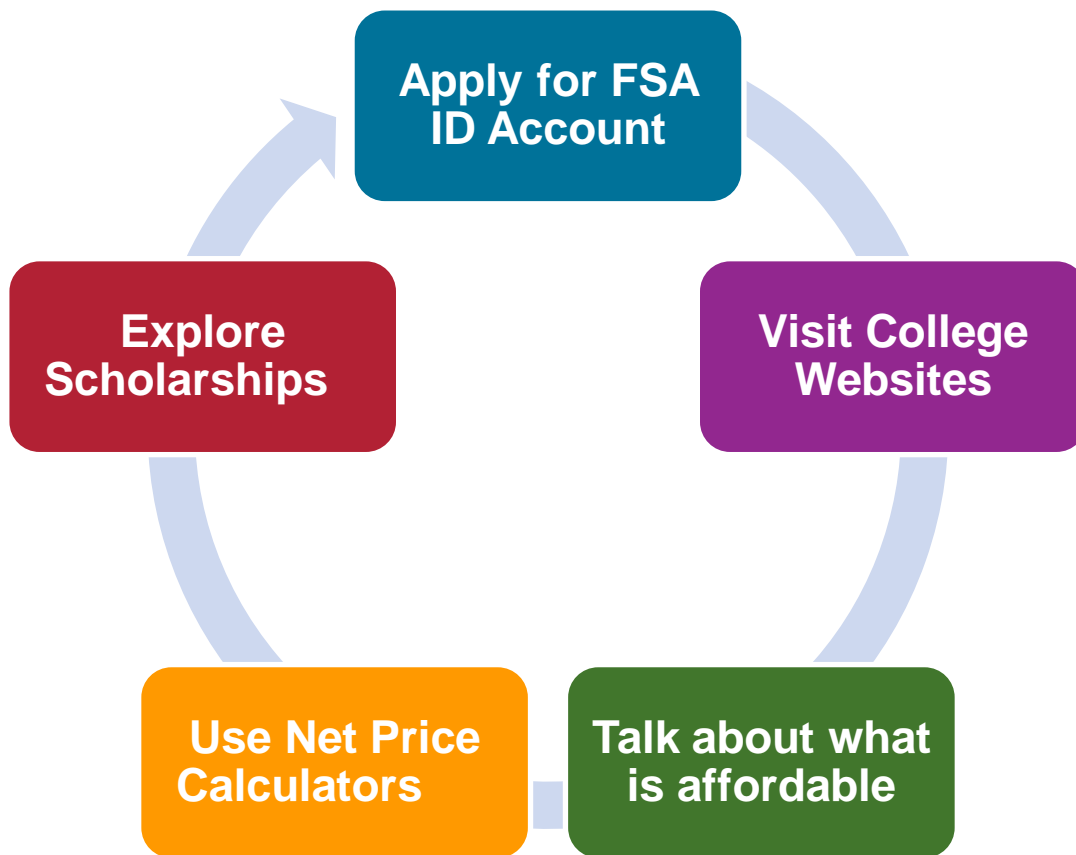 Apply for FSA
ID Account
Visit College
Websites
Talk about what
is affordable
Use Net Price
Calculators
Explore
Scholarships